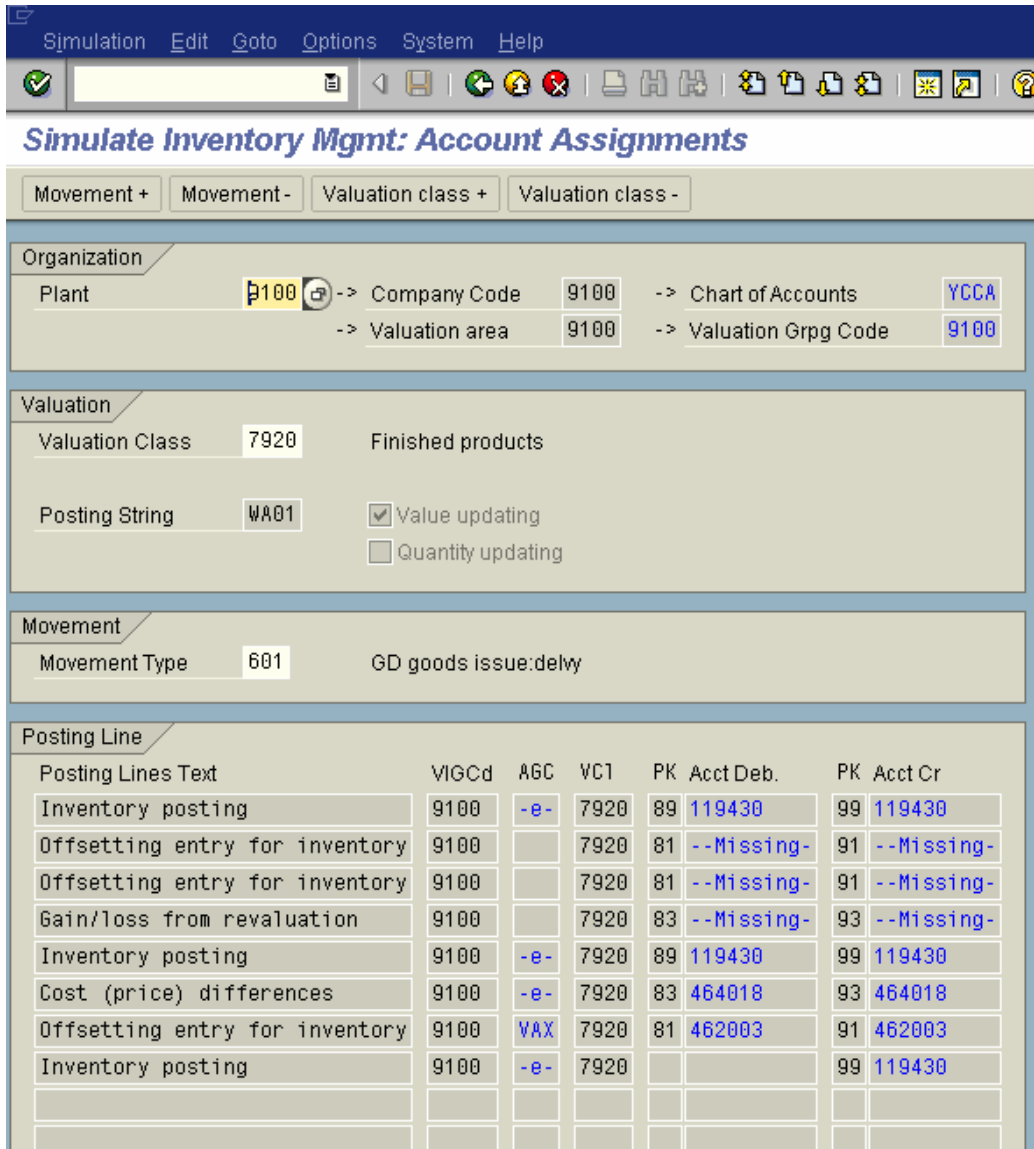 Simulation Edit Goto Options System Help
Simulate Inventory Mgmt: Account Assignments
Movement + Movement - Valuation class + Valuation class -
Organization
Plant 9100 -> Company Code 9100 -> Chart of Accounts YCCA
-> Valuation area 9100 -> Valuation Grpg Code 9100
Valuation
Valuation Class 7920 Finished products
Posting String WA01 Value updating
Quantity updating
Movement
Movement Type 601 GD goods issue:delvy
Posting Line
Posting Lines Text VlGCd AGC VCl PK Acct Deb. PK Acct Cr
Inventory posting 9100 -e- 7920 89 119430 99 119430
Offsetting entry for inventory 9100 7920 81 --Missing- 91 --Missing-
Offsetting entry for inventory 9100 7920 81 --Missing- 91 --Missing-
Gain/loss from revaluation 9100 7920 83 --Missing- 93 --Missing-
Inventory posting 9100 -e- 7920 89 119430 99 119430
Cost (price) differences 9100 -e- 7920 83 464018 93 464018
Offsetting entry for inventory 9100 VAX 7920 81 462003 91 462003
Inventory posting 9100 -e- 7920 99 119430